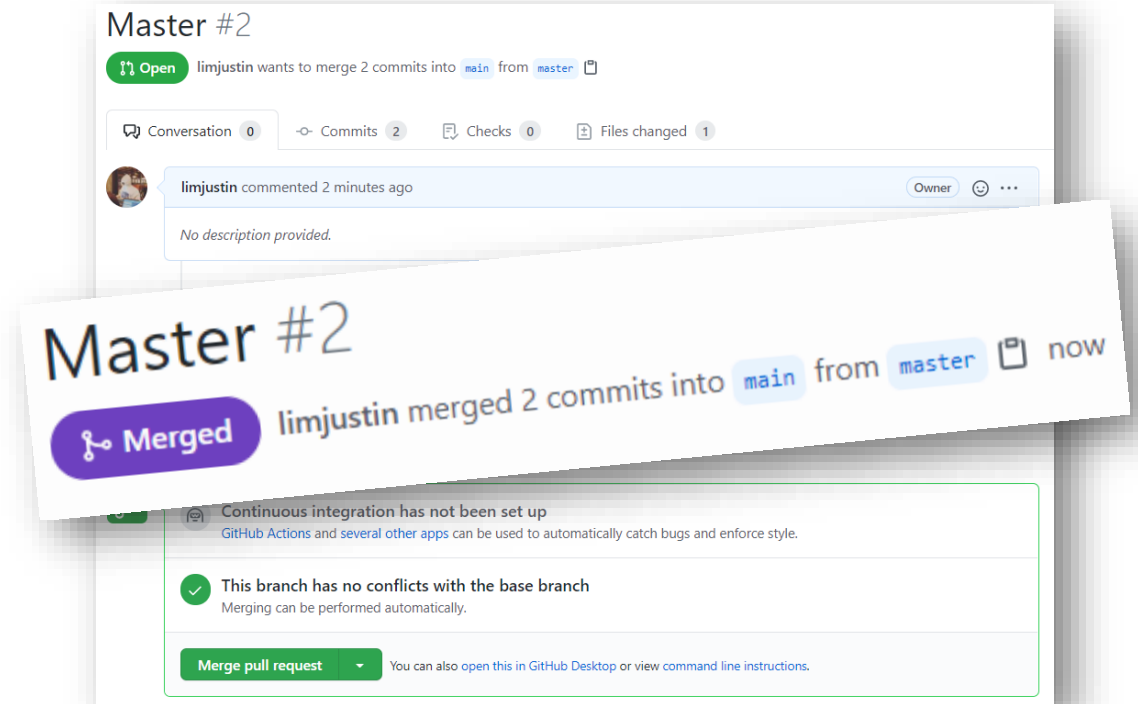 Master #2
Open limjustin wants to merge 2 commits into main from master
Conversation 0 Commits 2 Checks 0 Files changed 1
limjustin commented 2 minutes ago Owner ...
No description provided.
Master #2
Merged limjustin merged 2 commits into main from master now
Continuous integration has not been set up
GitHub Actions and several other apps can be used to automatically catch bugs and enforce style.
This branch has no conflicts with the base branch
Merging can be performed automatically.
Merge pull request You can also open this in GitHub Desktop or view command line instructions.